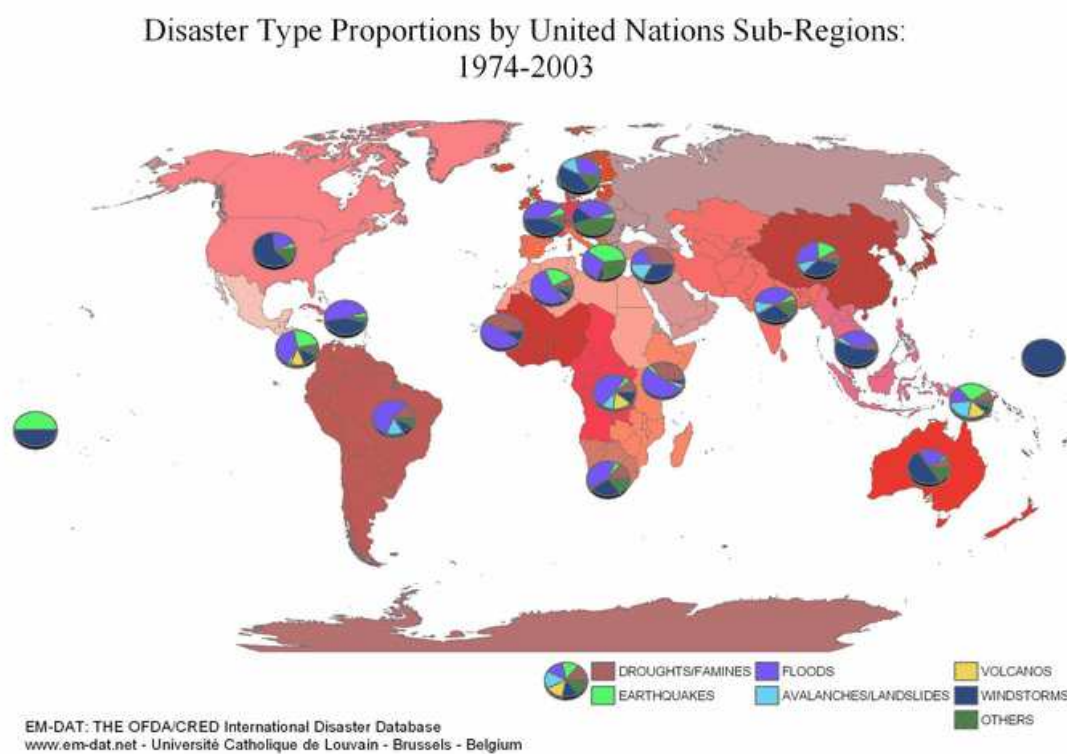 Disaster Type Proportions by United Nations Sub-Regions:
1974-2003
DROUGHTS/FAMINES
FLOODS
VOLCANOS
EARTHQUAKES
AVALANCHES/LANDSLIDES
WINDSTORMS
OTHERS
EM-DAT: THE OFDA/CRED International Disaster Database
www.em-dat.net - Université Catholique de Louvain - Brussels - Belgium